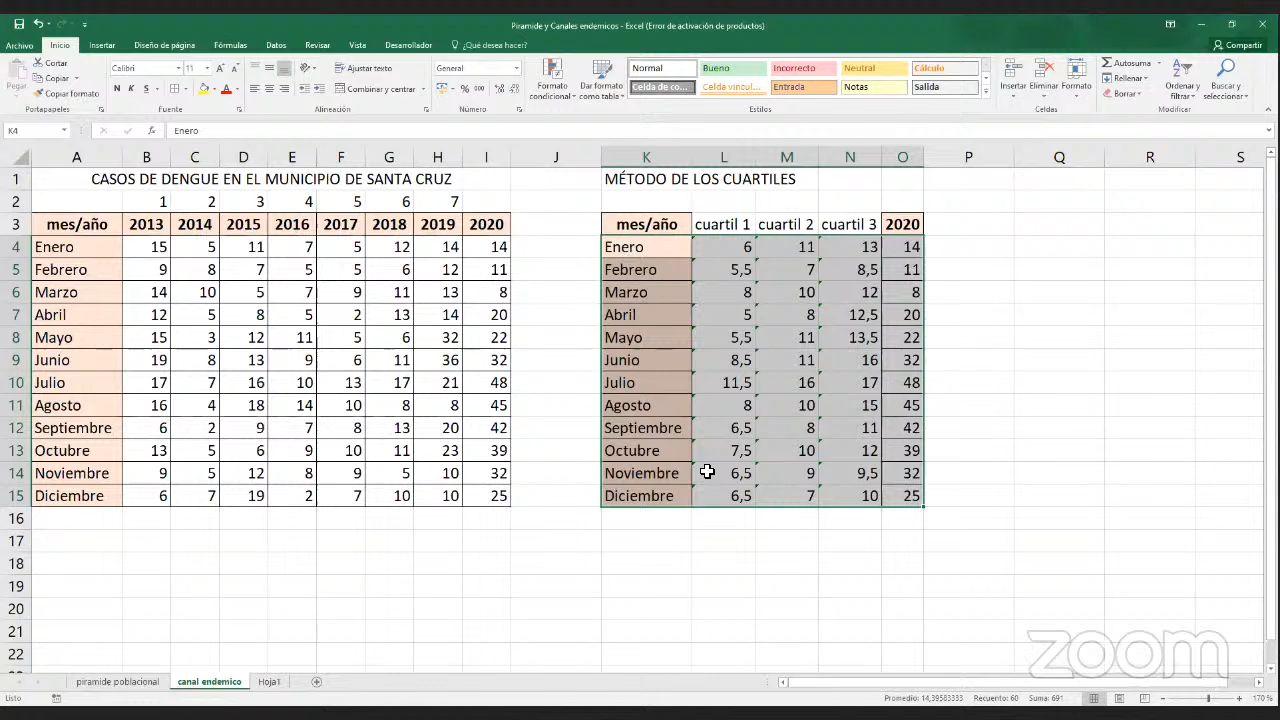 Piramide y Canales endemicos - Excel (Error de activación de productos)
Archivo Inicio Insertar Diseño de página Fórmulas Datos Revisar Vista Desarrollador ¿Qué desea hacer? Compartir
Pegar Cortar Copiar Copiar formato
Calibri 11 N K S
Ajustar texto Combinar y centrar
General
Formato condicional Dar formato como tabla
Normal Bueno Incorrecto Neutral Cálculo
Celda de co... Celda vincul... Entrada Notas Salida
Insertar Eliminar Formato
Autosuma Rellenar Borrar
Ordenar y filtrar Buscar y seleccionar
Portapapeles Fuente Alineación Número Estilos Celdas Modificar
K4 fx Enero
A B C D E F G H I J K L M N O P Q R S
1 CASOS DE DENGUE EN EL MUNICIPIO DE SANTA CRUZ MÉTODO DE LOS CUARTILES
2 1 2 3 4 5 6 7
3 mes/año 2013 2014 2015 2016 2017 2018 2019 2020 mes/año cuartil 1 cuartil 2 cuartil 3 2020
4 Enero 15 5 11 7 5 12 14 14 Enero 6 11 13 14
5 Febrero 9 8 7 5 5 6 12 11 Febrero 5,5 7 8,5 11
6 Marzo 14 10 5 7 9 11 13 8 Marzo 8 10 12 8
7 Abril 12 5 8 5 2 13 14 20 Abril 5 8 12,5 20
8 Mayo 15 3 12 11 5 6 32 22 Mayo 5,5 11 13,5 22
9 Junio 19 8 13 9 6 11 36 32 Junio 8,5 11 16 32
10 Julio 17 7 16 10 13 17 21 48 Julio 11,5 16 17 48
11 Agosto 16 4 18 14 10 8 8 45 Agosto 8 10 15 45
12 Septiembre 6 2 9 7 8 13 20 42 Septiembre 6,5 8 11 42
13 Octubre 13 5 6 9 10 11 23 39 Octubre 7,5 10 12 39
14 Noviembre 9 5 12 8 9 5 10 32 Noviembre 6,5 9 9,5 32
15 Diciembre 6 7 19 2 7 10 10 25 Diciembre 6,5 7 10 25
16
17
18
19
20
21
22
zoom
piramide poblacional canal endemico Hoja1
Listo Promedio: 14,39583333 Recuento: 60 Suma: 691 170 %